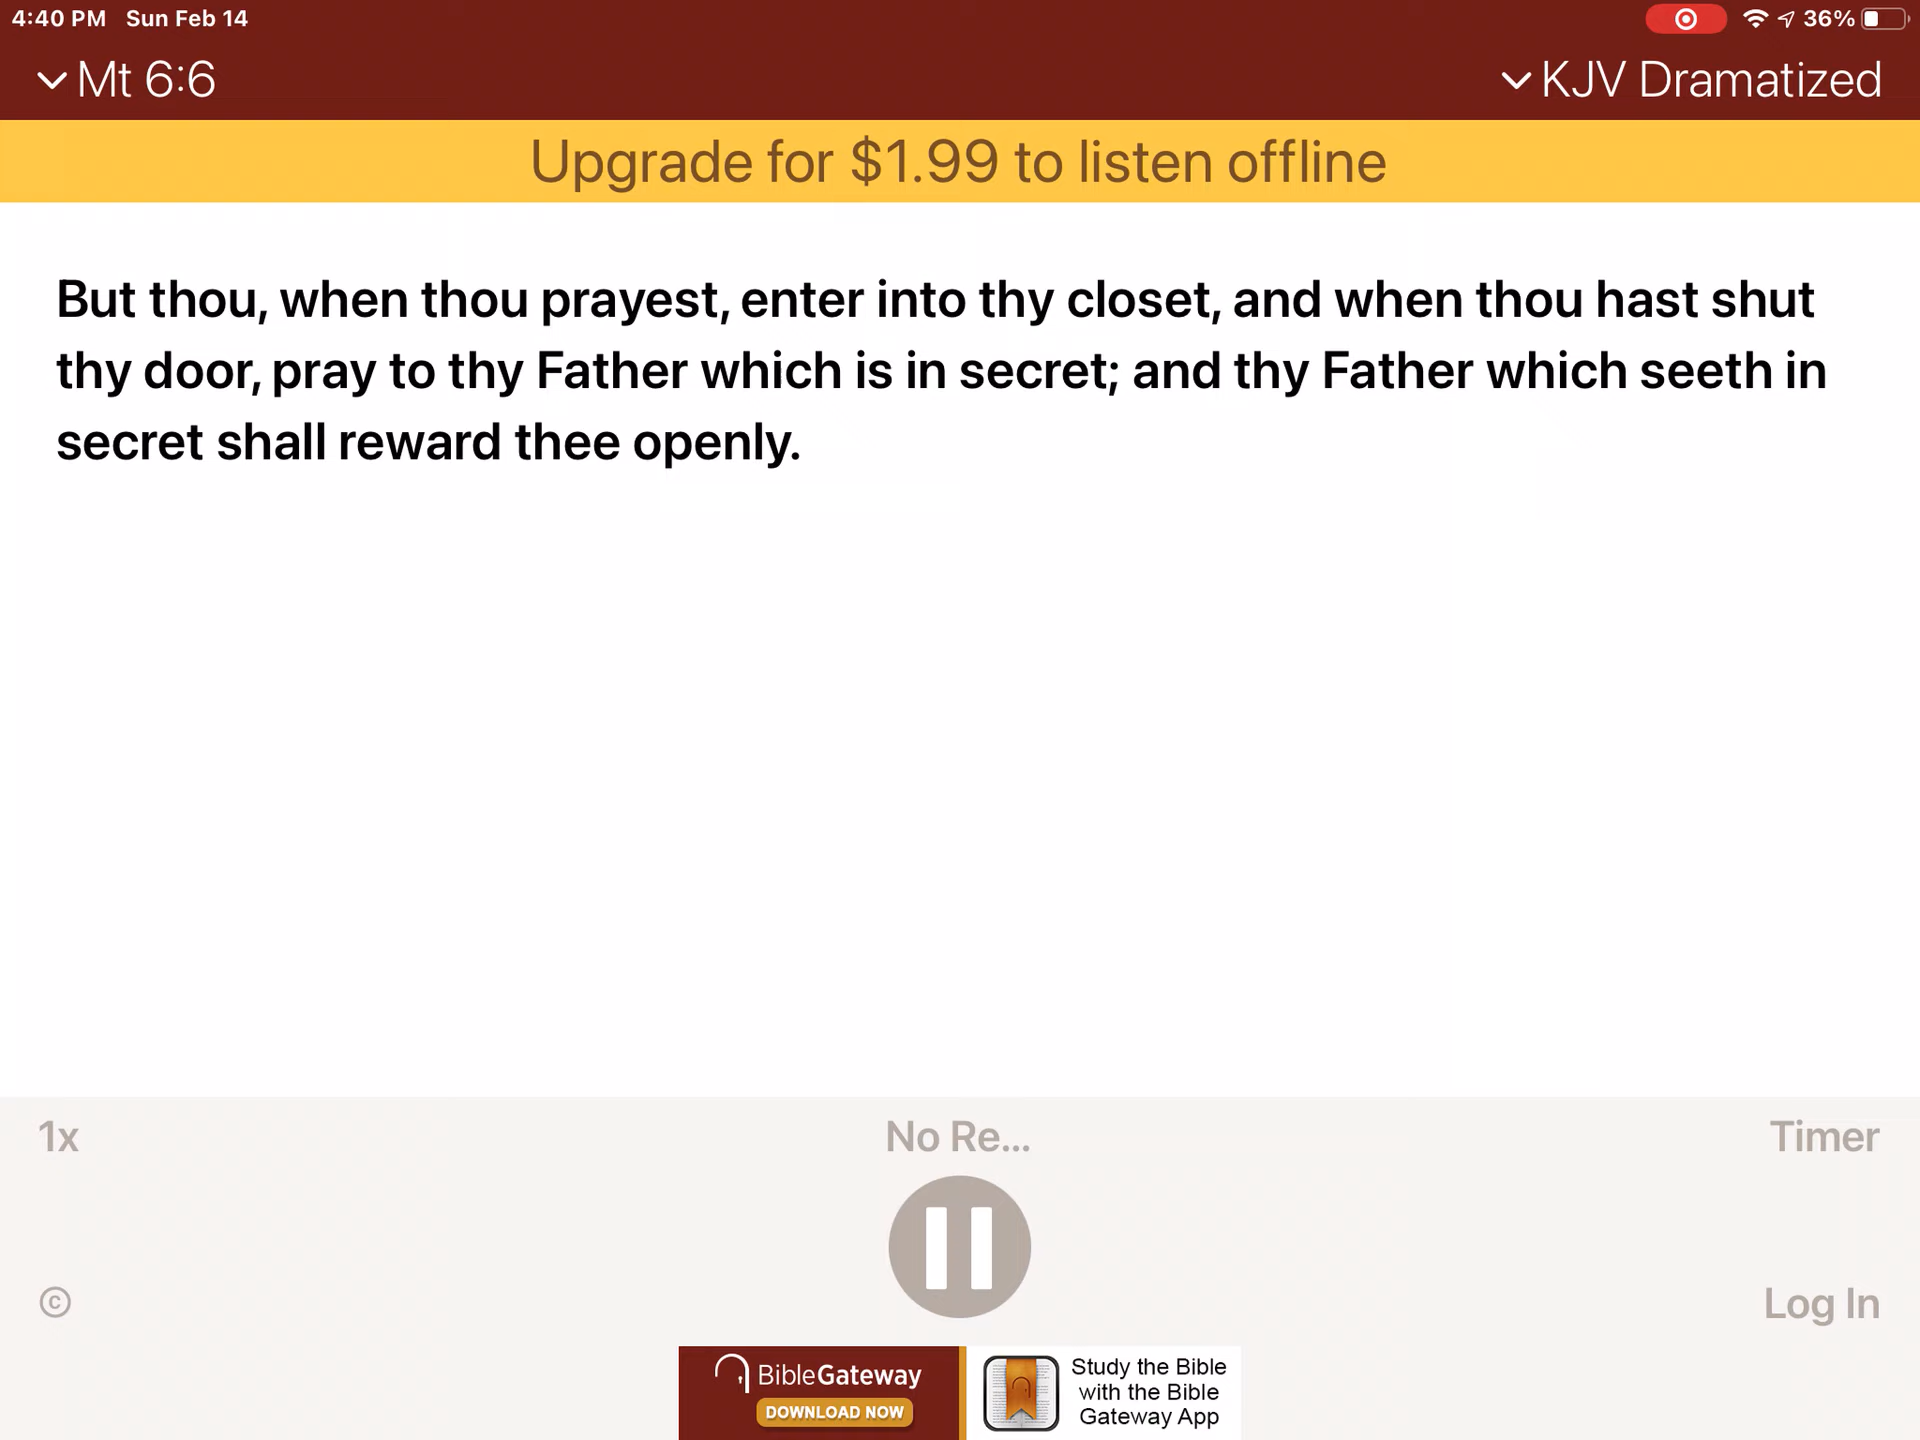 4:40 PM Sun Feb 14
36%
Mt 6:6
KJV Dramatized
Upgrade for $1.99 to listen offline
But thou, when thou prayest, enter into thy closet, and when thou hast shut
thy door, pray to thy Father which is in secret; and thy Father which seeth in
secret shall reward thee openly.
1x
No Re...
Timer
©
Log In
BibleGateway
DOWNLOAD NOW
Study the Bible
with the Bible
Gateway App